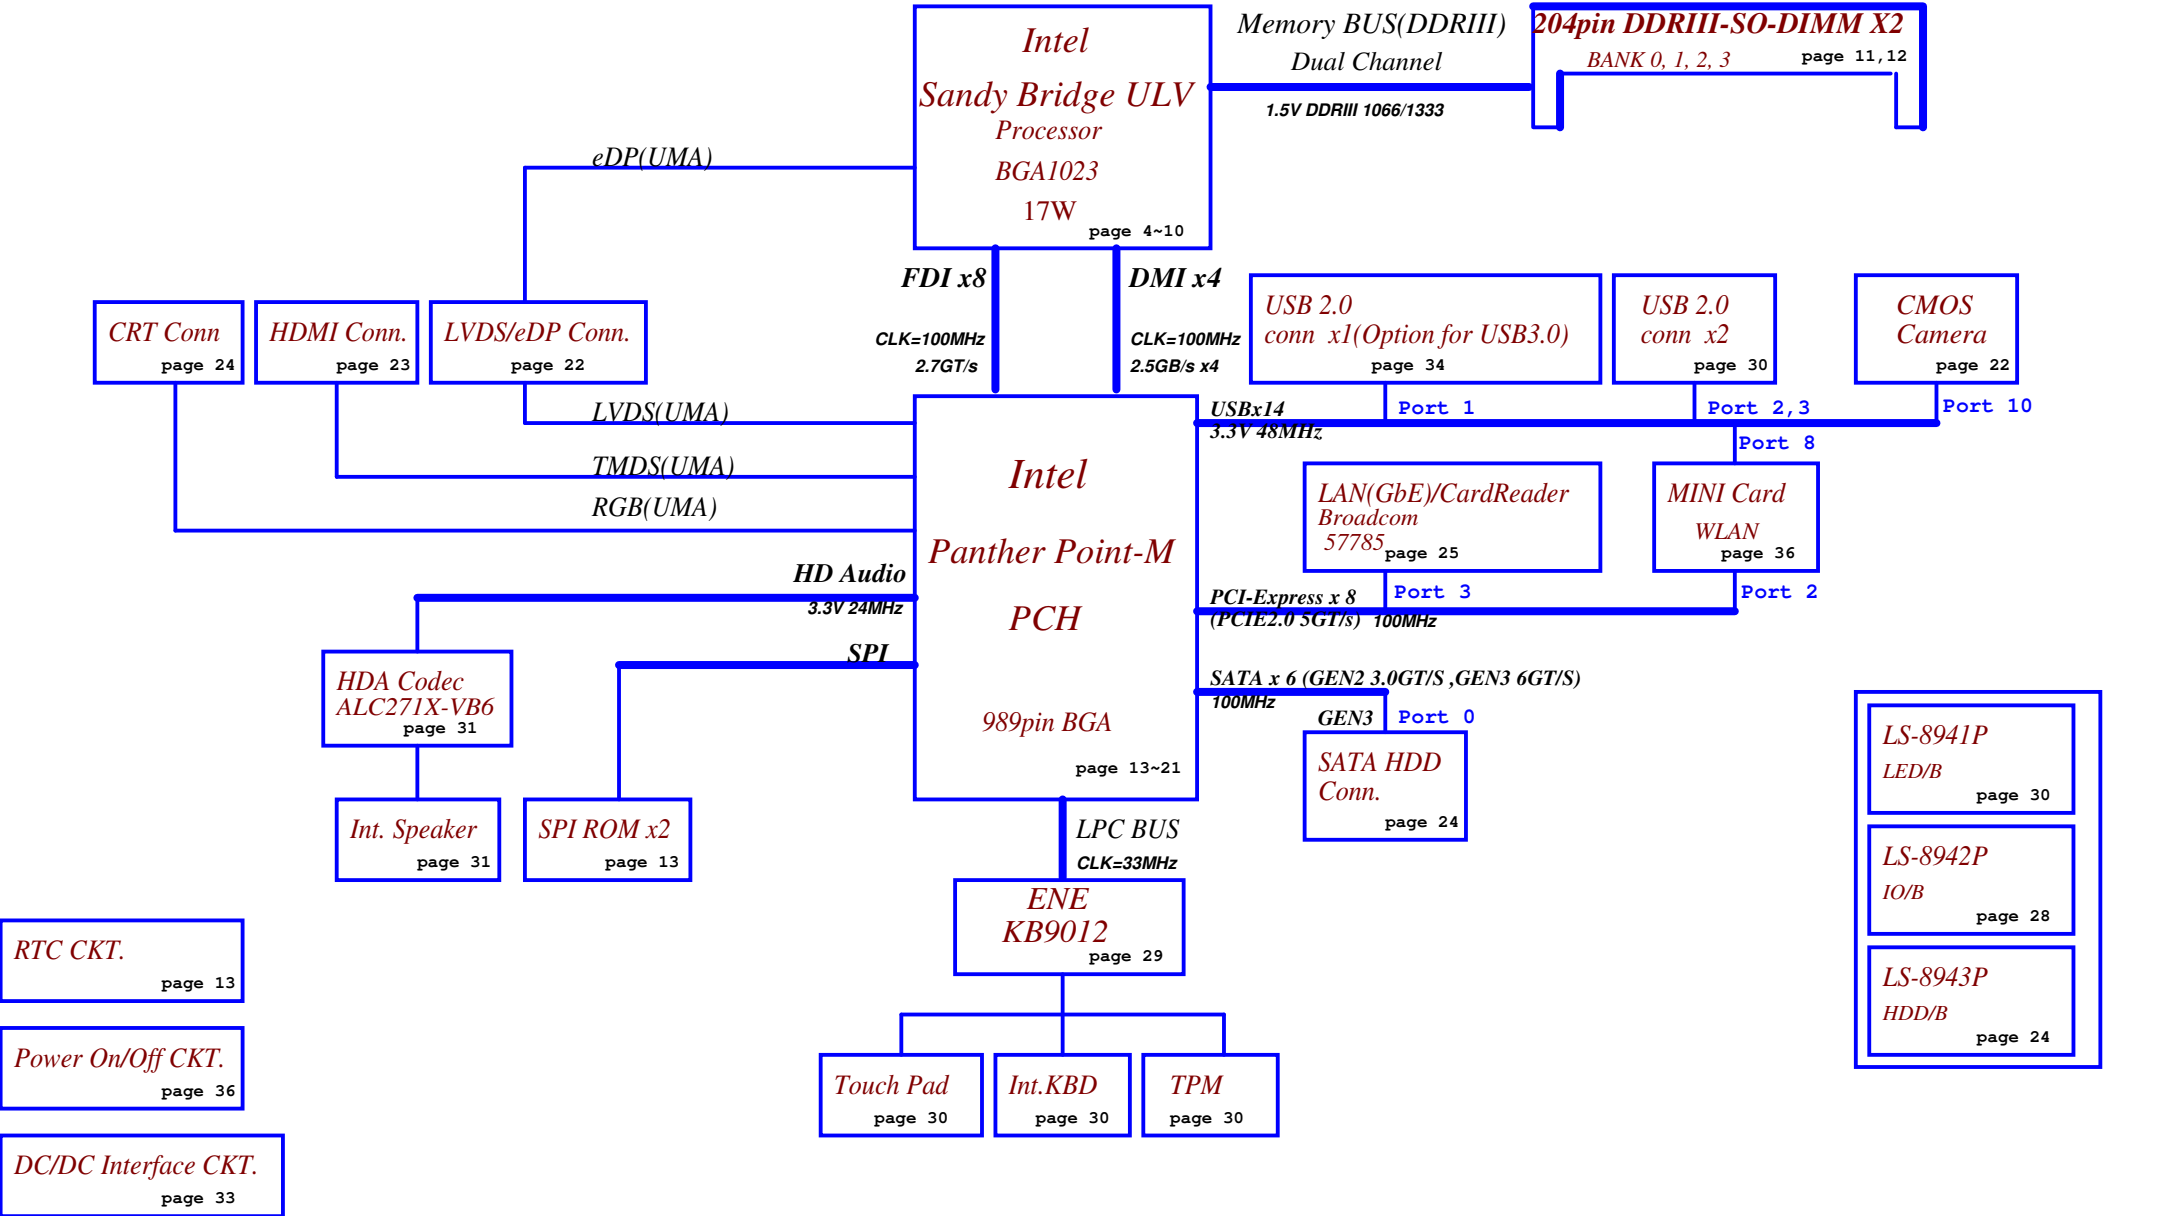 Intel
Sandy Bridge ULV
Processor
BGA1023
17W
page 4~10
Memory BUS(DDRIII)
Dual Channel
1.5V DDRIII 1066/1333
204pin DDRIII-SO-DIMM X2
BANK 0, 1, 2, 3
page 11,12
eDP(UMA)
FDI x8
CLK=100MHz
2.7GT/s
DMI x4
CLK=100MHz
2.5GB/s x4
CRT Conn
page 24
HDMI Conn.
page 23
LVDS/eDP Conn.
page 22
USB 2.0
conn x1(Option for USB3.0)
page 34
USB 2.0
conn x2
page 30
CMOS
Camera
page 22
LVDS(UMA)
TMDS(UMA)
RGB(UMA)
USBx14
3.3V 48MHz
Port 1
Port 2,3
Port 10
Port 8
Intel
Panther Point-M
PCH
989pin BGA
page 13~21
LAN(GbE)/CardReader
Broadcom
57785
page 25
MINI Card
WLAN
page 36
Port 3
Port 2
PCI-Express x 8
(PCIE2.0 5GT/s) 100MHz
HD Audio
3.3V 24MHz
SPI
SATA x 6 (GEN2 3.0GT/S ,GEN3 6GT/S)
100MHz
GEN3
Port 0
SATA HDD
Conn.
page 24
HDA Codec
ALC271X-VB6
page 31
Int. Speaker
page 31
SPI ROM x2
page 13
LPC BUS
CLK=33MHz
ENE
KB9012
page 29
Touch Pad
page 30
Int.KBD
page 30
TPM
page 30
LS-8941P
LED/B
page 30
LS-8942P
IO/B
page 28
LS-8943P
HDD/B
page 24
RTC CKT.
page 13
Power On/Off CKT.
page 36
DC/DC Interface CKT.
page 33